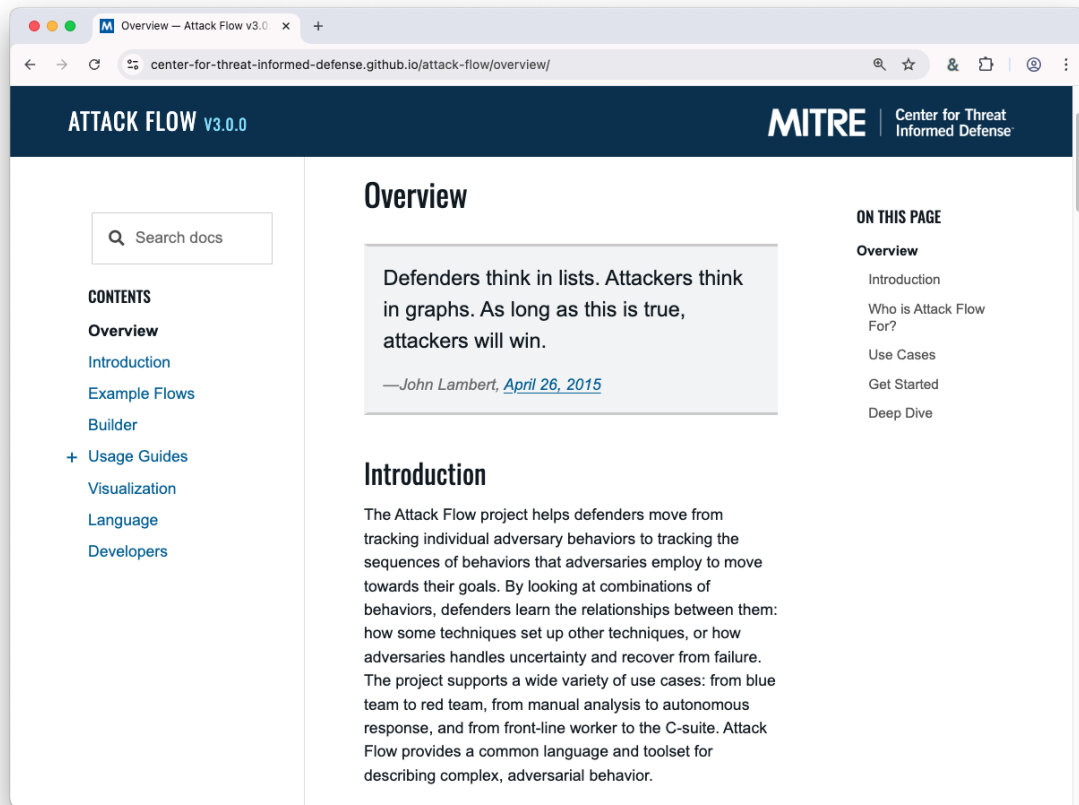 Overview — Attack Flow v3.0.
center-for-threat-informed-defense.github.io/attack-flow/overview/
ATTACK FLOW V3.0.0
MITRE | Center for Threat
Informed Defense
Search docs
CONTENTS
Overview
Introduction
Example Flows
Builder
+ Usage Guides
Visualization
Language
Developers
Overview
Defenders think in lists. Attackers think
in graphs. As long as this is true,
attackers will win.
—John Lambert, April 26, 2015
Introduction
The Attack Flow project helps defenders move from
tracking individual adversary behaviors to tracking the
sequences of behaviors that adversaries employ to move
towards their goals. By looking at combinations of
behaviors, defenders learn the relationships between them:
how some techniques set up other techniques, or how
adversaries handles uncertainty and recover from failure.
The project supports a wide variety of use cases: from blue
team to red team, from manual analysis to autonomous
response, and from front-line worker to the C-suite. Attack
Flow provides a common language and toolset for
describing complex, adversarial behavior.
ON THIS PAGE
Overview
Introduction
Who is Attack Flow
For?
Use Cases
Get Started
Deep Dive